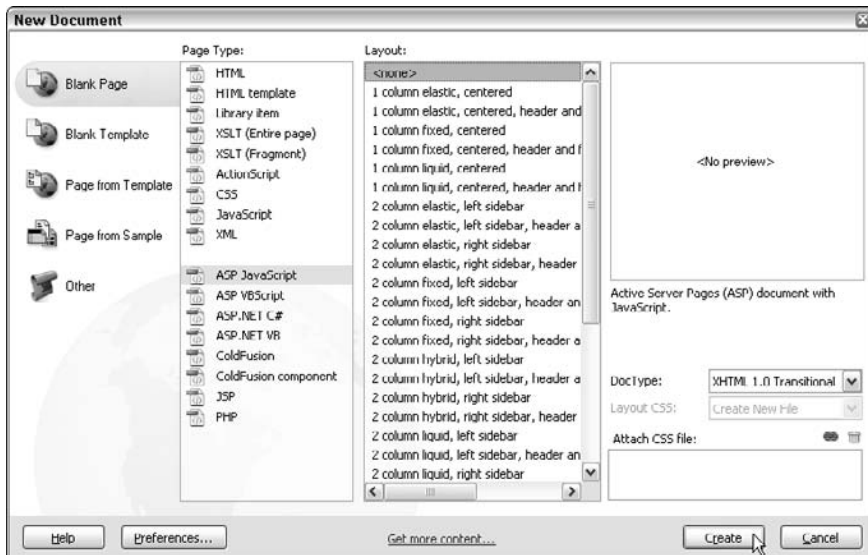 New Document
Blank Page
Blank Template
Page from Template
Page from Sample
Other
Page Type:
HTML
HTML template
Library item
XSLT (Entire page)
XSLT (Fragment)
ActionScript
CSS
JavaScript
XML
ASP JavaScript
ASP VBScript
ASP.NET C#
ASP.NET VB
ColdFusion
ColdFusion component
JSP
PHP
Layout:
<none>
1 column elastic, centered
1 column elastic, centered, header and
1 column fixed, centered
1 column fixed, centered, header and f
1 column liquid, centered
1 column liquid, centered, header and f
2 column elastic, left sidebar
2 column elastic, left sidebar, header a
2 column elastic, right sidebar
2 column elastic, right sidebar, header
2 column fixed, left sidebar
2 column fixed, left sidebar, header an
2 column fixed, right sidebar
2 column fixed, right sidebar, header a
2 column hybrid, left sidebar
2 column hybrid, left sidebar, header a
2 column hybrid, right sidebar
2 column hybrid, right sidebar, header
2 column liquid, left sidebar
2 column liquid, left sidebar, header an
2 column liquid, right sidebar
<No preview>
Active Server Pages (ASP) document with
JavaScript.
DocType: XHTML 1.0 Transitional
Layout CSS: Create New File
Attach CSS file:
Help
Preferences...
Get more content...
Create
Cancel